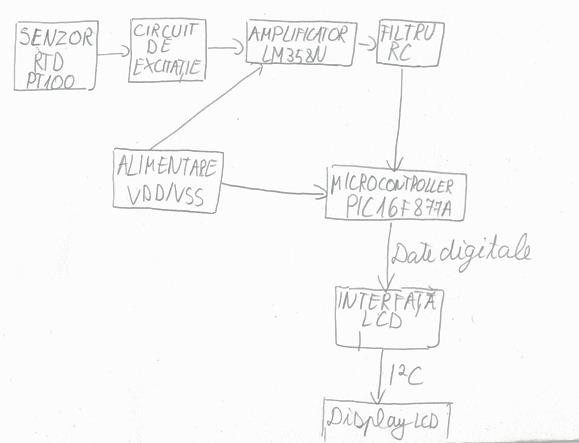 SENZOR
RTD
PT100
CIRCUIT
DE
EXCITAȚIE
AMPLIFICATOR
LM358N
FILTRU
RC
ALIMENTARE
VDD/VSS
MICROCONTROLLER
PIC16F877A
Date digitale
INTERFAȚĂ
LCD
I²C
Display LCD